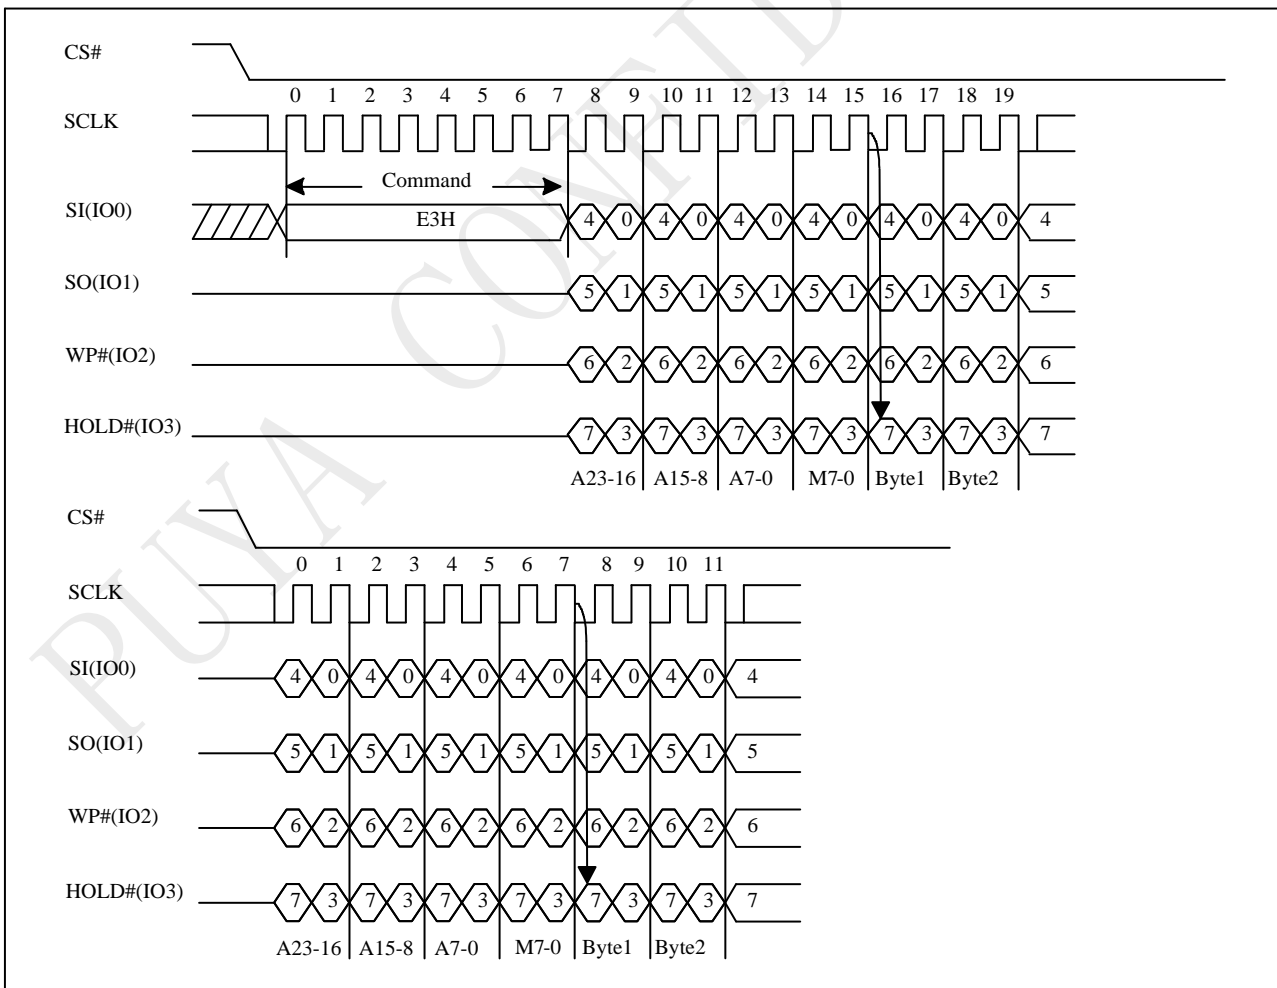 CS#
0 1 2 3 4 5 6 7 8 9 10 11 12 13 14 15 16 17 18 19
SCLK
Command
SI(IO0) E3H 4 0 4 0 4 0 4 0 4 0 4 0 4
SO(IO1) 5 1 5 1 5 1 5 1 5 1 5 1 5
WP#(IO2) 6 2 6 2 6 2 6 2 6 2 6 2 6
HOLD#(IO3) 7 3 7 3 7 3 7 3 7 3 7 3 7
A23-16 A15-8 A7-0 M7-0 Byte1 Byte2
CS#
0 1 2 3 4 5 6 7 8 9 10 11
SCLK
SI(IO0) 4 0 4 0 4 0 4 0 4 0 4 0 4
SO(IO1) 5 1 5 1 5 1 5 1 5 1 5 1 5
WP#(IO2) 6 2 6 2 6 2 6 2 6 2 6 2 6
HOLD#(IO3) 7 3 7 3 7 3 7 3 7 3 7 3 7
A23-16 A15-8 A7-0 M7-0 Byte1 Byte2
PUYA CONFID